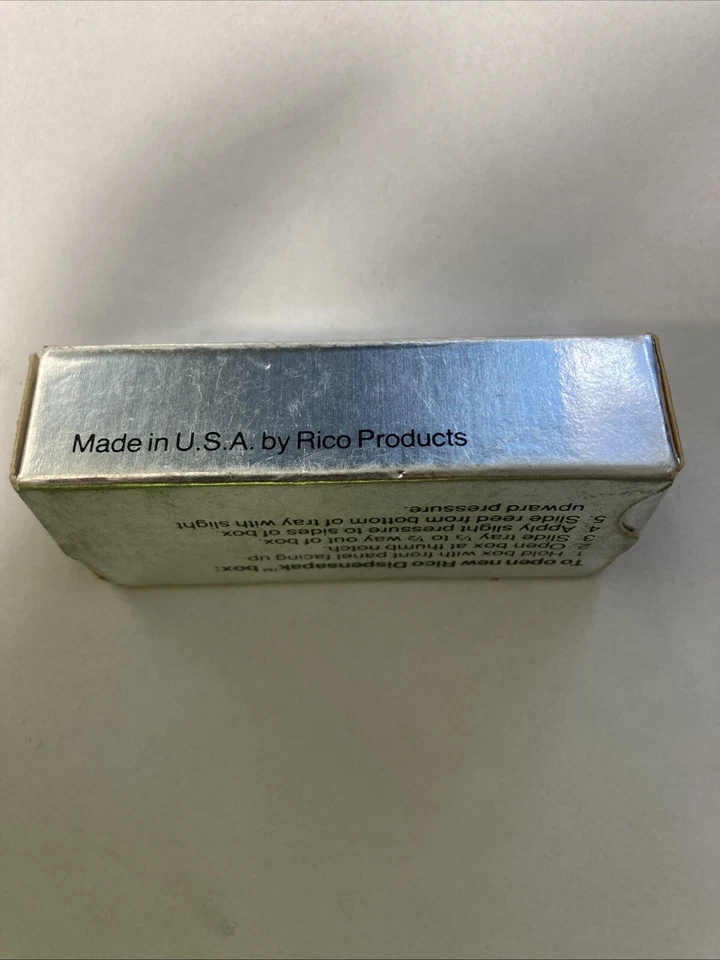 Made in U.S.A. by Rico Products
To open new Rico Dispensapak™ box:
1. Hold box with front panel facing up.
2. Open box at thumb notch.
3. Slide tray ⅓ to ½ way out of box.
4. Apply slight pressure to sides of box.
5. Slide reed from bottom of tray with slight
upward pressure.